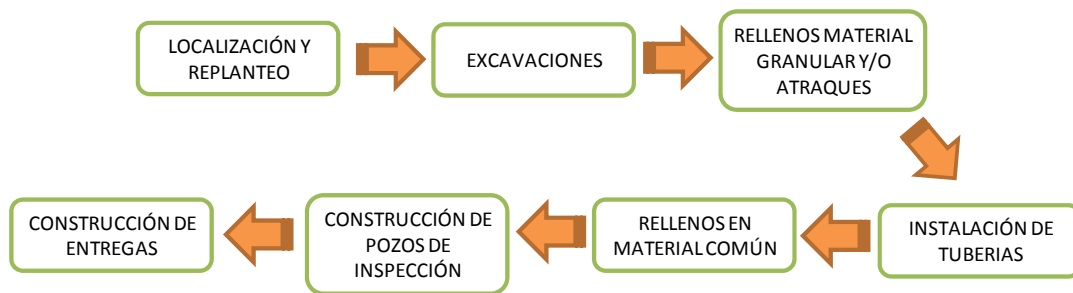 LOCALIZACIÓN Y
REPLANTEO
EXCAVACIONES
RELLENOS MATERIAL
GRANULAR Y/O
ATRAQUES
INSTALACIÓN DE
TUBERIAS
RELLENOS EN
MATERIAL COMÚN
CONSTRUCCIÓN DE
POZOS DE
INSPECCIÓN
CONSTRUCCIÓN DE
ENTREGAS